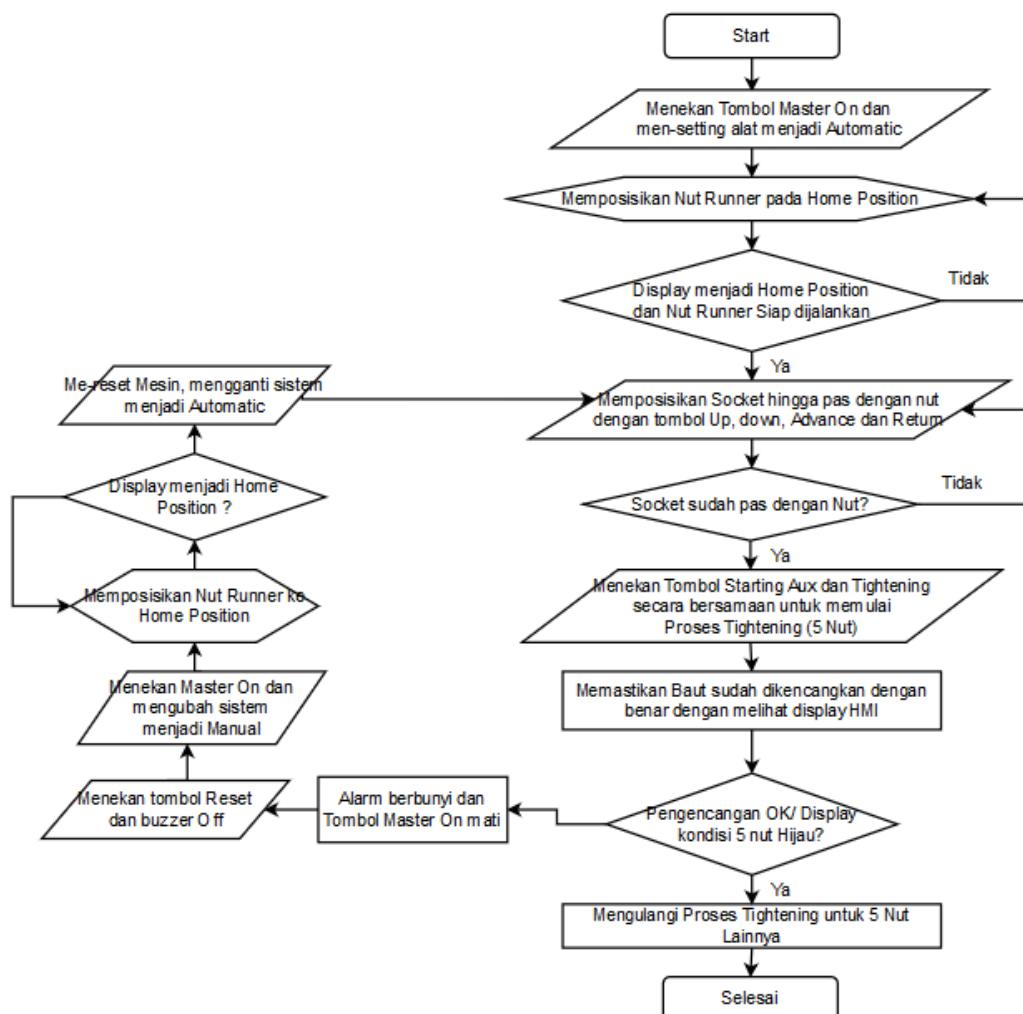 Start
Menekan Tombol Master On dan
men-setting alat menjadi Automatic
Memposisikan Nut Runner pada Home Position
Display menjadi Home Position
dan Nut Runner Siap dijalankan
Tidak
Ya
Memposisikan Socket hingga pas dengan nut
dengan tombol Up, down, Advance dan Return
Socket sudah pas dengan Nut?
Tidak
Ya
Menekan Tombol Starting Aux dan Tightening
secara bersamaan untuk memulai
Proses Tightening (5 Nut)
Memastikan Baut sudah dikencangkan dengan
benar dengan melihat display HMI
Pengencangan OK/ Display
kondisi 5 nut Hijau?
Ya
Mengulangi Proses Tightening untuk 5 Nut
Lainnya
Selesai
Alarm berbunyi dan
Tombol Master On mati
Menekan tombol Reset
dan buzzer Off
Menekan Master On dan
mengubah sistem
menjadi Manual
Memposisikan Nut Runner ke
Home Position
Display menjadi Home
Position ?
Me-reset Mesin, mengganti sistem
menjadi Automatic